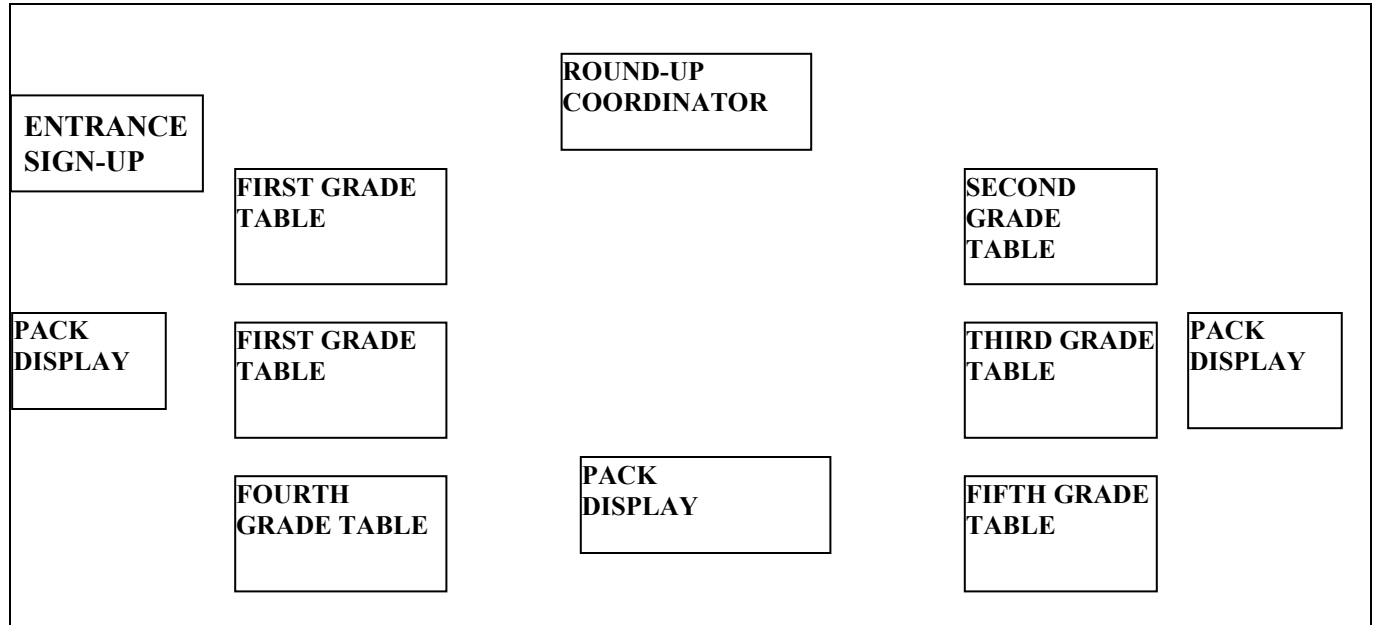 ROUND-UP
COORDINATOR
ENTRANCE
SIGN-UP
FIRST GRADE
TABLE
SECOND
GRADE
TABLE
PACK
DISPLAY
FIRST GRADE
TABLE
THIRD GRADE
TABLE
PACK
DISPLAY
FOURTH
GRADE TABLE
PACK
DISPLAY
FIFTH GRADE
TABLE